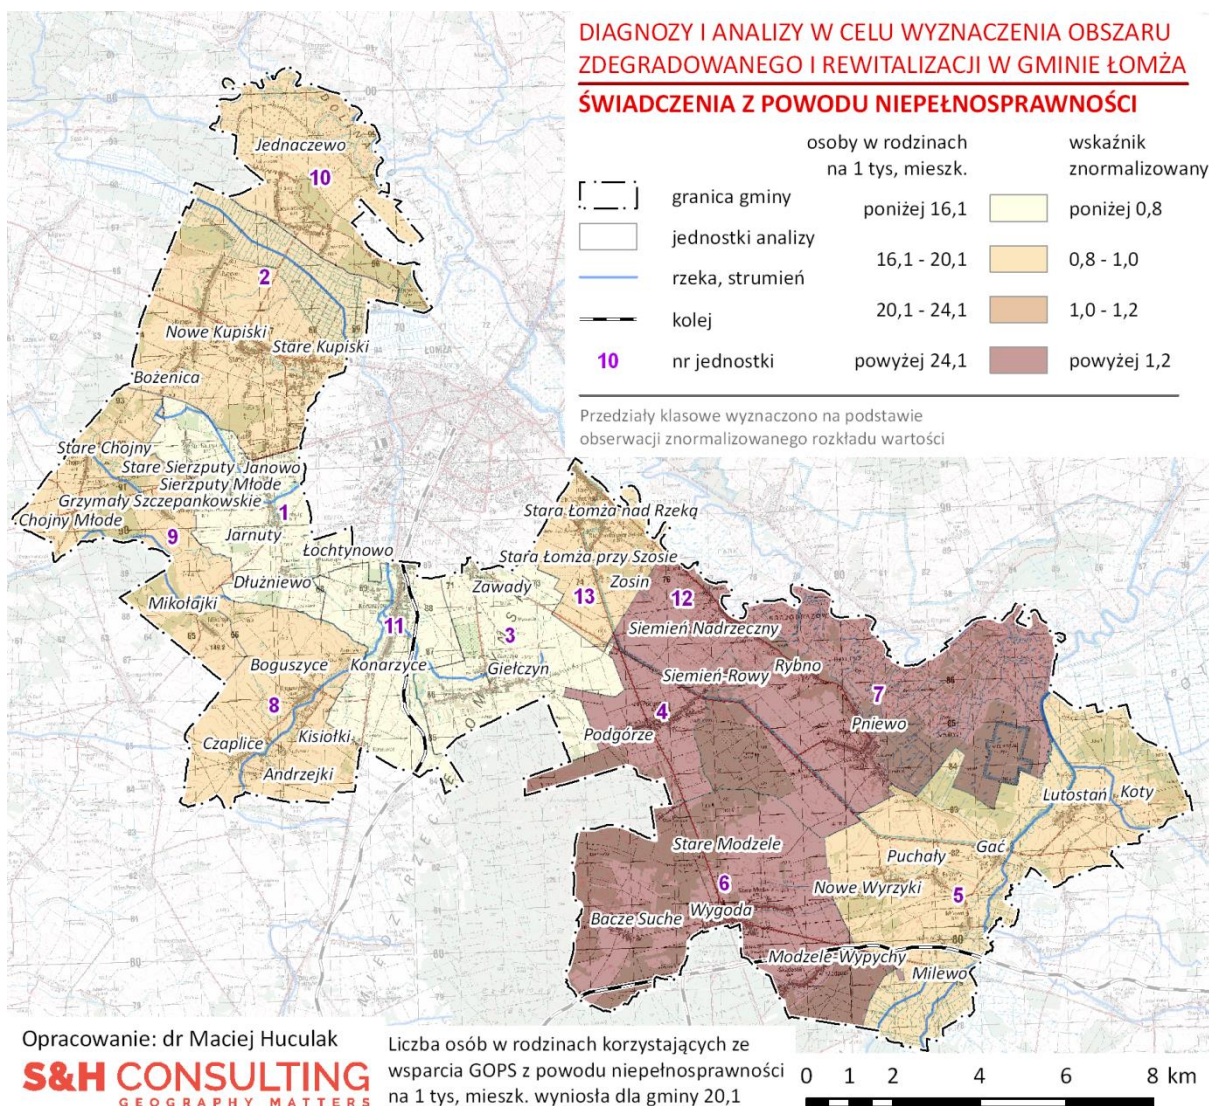 DIAGNOZY I ANALIZY W CELU WYZNACZENIA OBSZARU
ZDEGRADOWANEGO I REWITALIZACJI W GMINIE ŁOMŻA
ŚWIADCZENIA Z POWODU NIEPEŁNOSPRAWNOŚCI
osoby w rodzinach
na 1 tys, mieszk.
wskaźnik
znormalizowany
granica gminy
poniżej 16,1
poniżej 0,8
jednostki analizy
16,1 - 20,1
0,8 - 1,0
rzeka, strumień
20,1 - 24,1
1,0 - 1,2
kolej
10
nr jednostki
powyżej 24,1
powyżej 1,2
Przedziały klasowe wyznaczono na podstawie
obserwacji znormalizowanego rozkładu wartości
Jednaczewo
10
2
Nowe Kupiski
Stare Kupiski
ŁOMŻA
Bożenica
Stare Chojny
Stare Sierzputy
Janowo
Sierzputy Młode
Grzymały Szczepankowskie
Chojny Młode
1
9
Jarnuty
Łochtynowo
Dłużniewo
Mikołajki
11
Boguszyce
Konarzyce
8
Czaplice
Kisiołki
Andrzejki
Zawady
3
Giełczyn
Stara Łomża nad Rzeką
Stara Łomża przy Szosie
Zosin
13
12
Siemień Nadrzeczny
Rybno
Siemień-Rowy
7
4
Podgórze
Pniewo
Lutostań
Koty
Stare Modzele
Gać
Puchały
6
Nowe Wyrzyki
5
Wygoda
Bacze Suche
Modzele-Wypychy
Milewo
Opracowanie: dr Maciej Huculak
S&H CONSULTING
GEOGRAPHY MATTERS
Liczba osób w rodzinach korzystających ze
wsparcia GOPS z powodu niepełnosprawności
na 1 tys, mieszk. wyniosła dla gminy 20,1
0 1 2 4 6 8 km